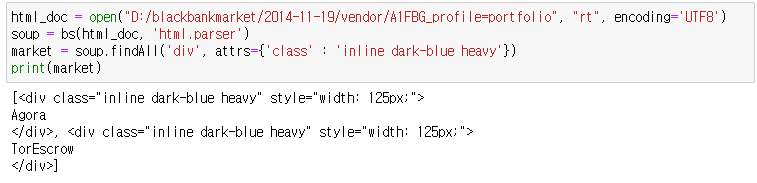 html_doc = open("D:/blackbankmarket/2014-11-19/vendor/A1FBG_profile=portfolio", "rt", encoding='UTF8')
soup = bs(html_doc, 'html.parser')
market = soup.findAll('div', attrs={'class' : 'inline dark-blue heavy'})
print(market)
[<div class="inline dark-blue heavy" style="width: 125px;">
Agora
</div>, <div class="inline dark-blue heavy" style="width: 125px;">
TorEscrow
</div>]